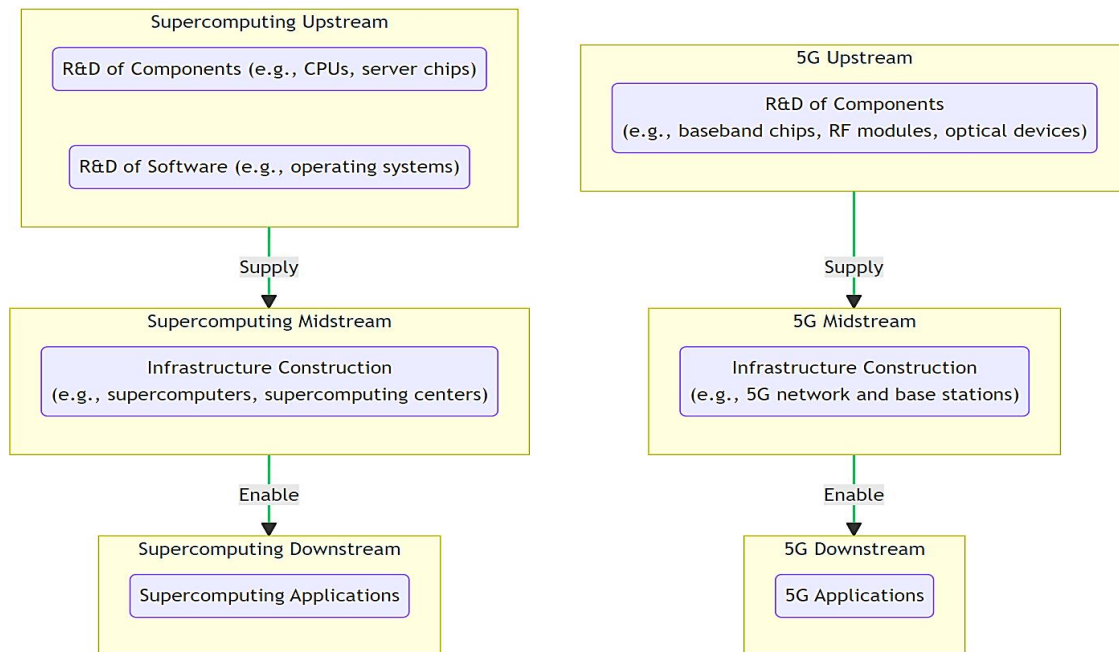 Supercomputing Upstream
R&D of Components (e.g., CPUs, server chips)
R&D of Software (e.g., operating systems)
Supply
Supercomputing Midstream
Infrastructure Construction
(e.g., supercomputers, supercomputing centers)
Enable
Supercomputing Downstream
Supercomputing Applications
5G Upstream
R&D of Components
(e.g., baseband chips, RF modules, optical devices)
Supply
5G Midstream
Infrastructure Construction
(e.g., 5G network and base stations)
Enable
5G Downstream
5G Applications